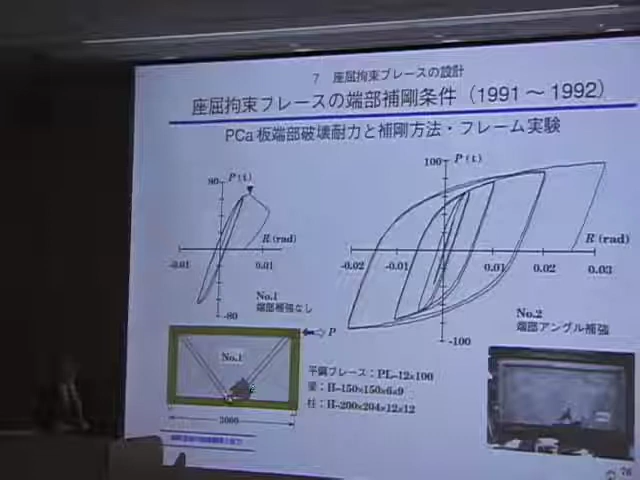 7 座屈拘束ブレースの設計
座屈拘束ブレースの端部補剛条件（1991～1992）
PCa 板端部破壊耐力と補剛方法・フレーム実験
80 P(t)
R (rad)
-0.01 0.01
-80
No.1
端部補強なし
100 P(t)
R (rad)
-0.02 -0.01 0.01 0.02 0.03
-100
No.2
端部アングル補強
P
No.1
3000
平鋼ブレース：PL-12x100
梁：H-150x150x6x9
柱：H-200x204x12x12
76